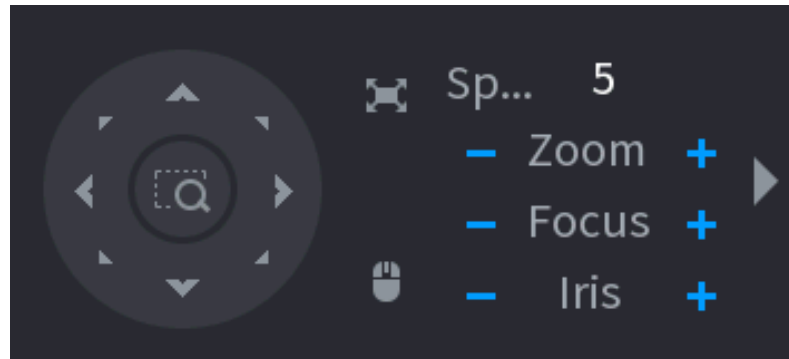 Sp... 5
− Zoom +
− Focus +
− Iris +